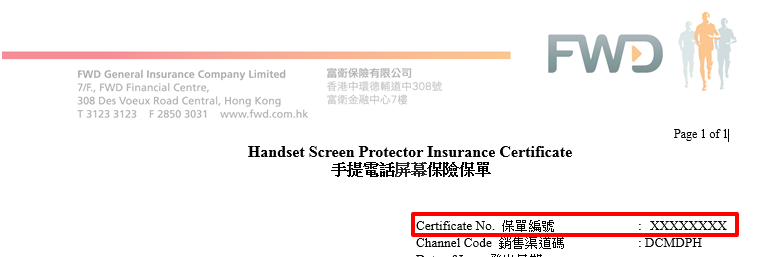 FWD
FWD General Insurance Company Limited 富衛保險有限公司
7/F., FWD Financial Centre, 香港中環德輔道中308號
308 Des Voeux Road Central, Hong Kong 富衛金融中心7樓
T 3123 3123 F 2850 3031 www.fwd.com.hk
Page 1 of 1
Handset Screen Protector Insurance Certificate
手提電話屏幕保險保單
Certificate No. 保單編號 : XXXXXXXX
Channel Code 銷售渠道碼 : DCMDPH